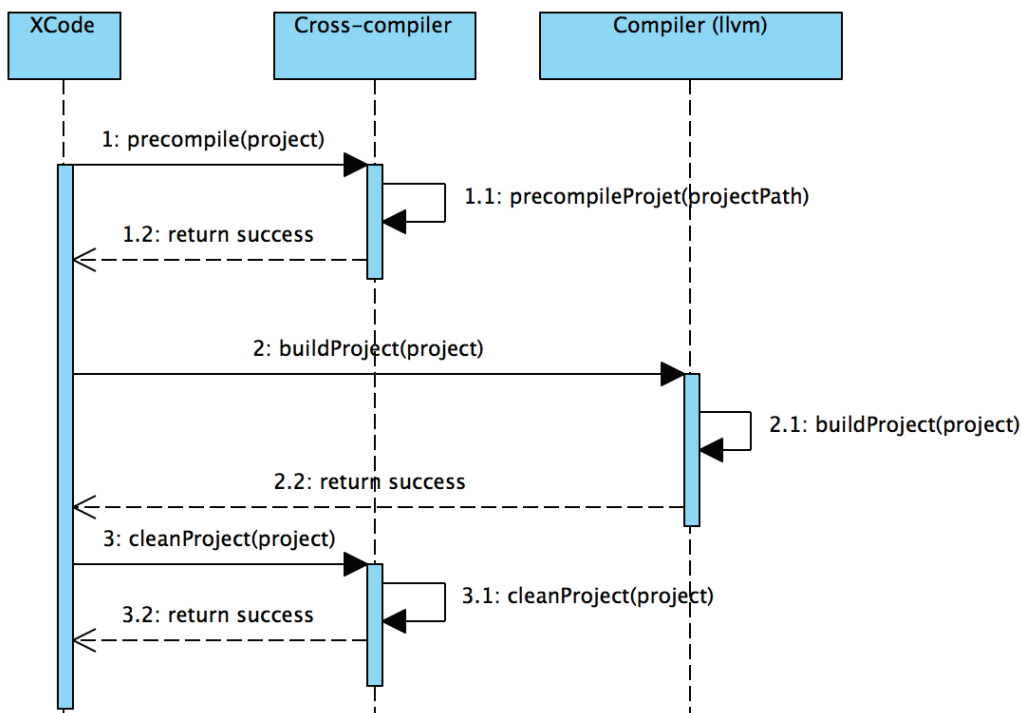 XCode
Cross-compiler
Compiler (llvm)
1: precompile(project)
1.1: precompileProjet(projectPath)
1.2: return success
2: buildProject(project)
2.1: buildProject(project)
2.2: return success
3: cleanProject(project)
3.1: cleanProject(project)
3.2: return success